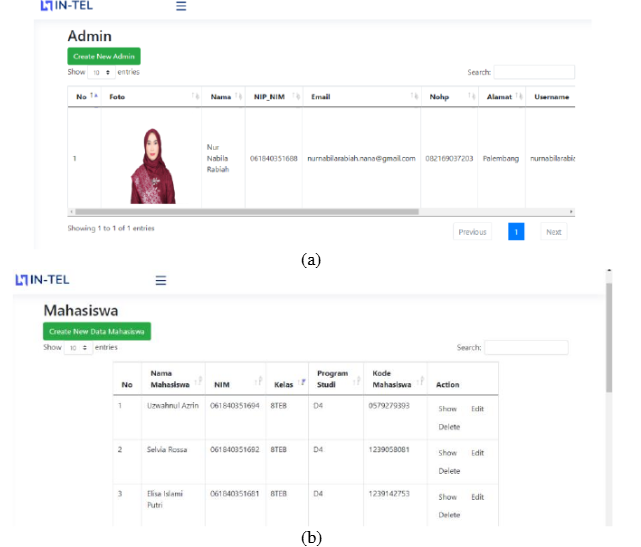 IN-TEL
Admin
Create New Admin
Show 10 entries
Search:
No Foto Nama NIP_NIM Email Nohp Alamat Username
1 Nur Nabila Rabiah 061840351688 nurnabilarabiah.nana@gmail.com 082169037203 Palembang nurnabilarabia
Showing 1 to 1 of 1 entries
Previous 1 Next
(a)
IN-TEL
Mahasiswa
Create New Data Mahasiswa
Show 10 entries
Search:
No Nama Mahasiswa NIM Kelas Program Studi Kode Mahasiswa Action
1 Uzwahnul Azrin 061840351694 8TEB D4 0579279393 Show Edit
Delete
2 Selvia Rossa 061840351692 8TEB D4 1239058081 Show Edit
Delete
3 Elisa Islami Putri 061840351681 8TEB D4 1239142753 Show Edit
Delete
(b)